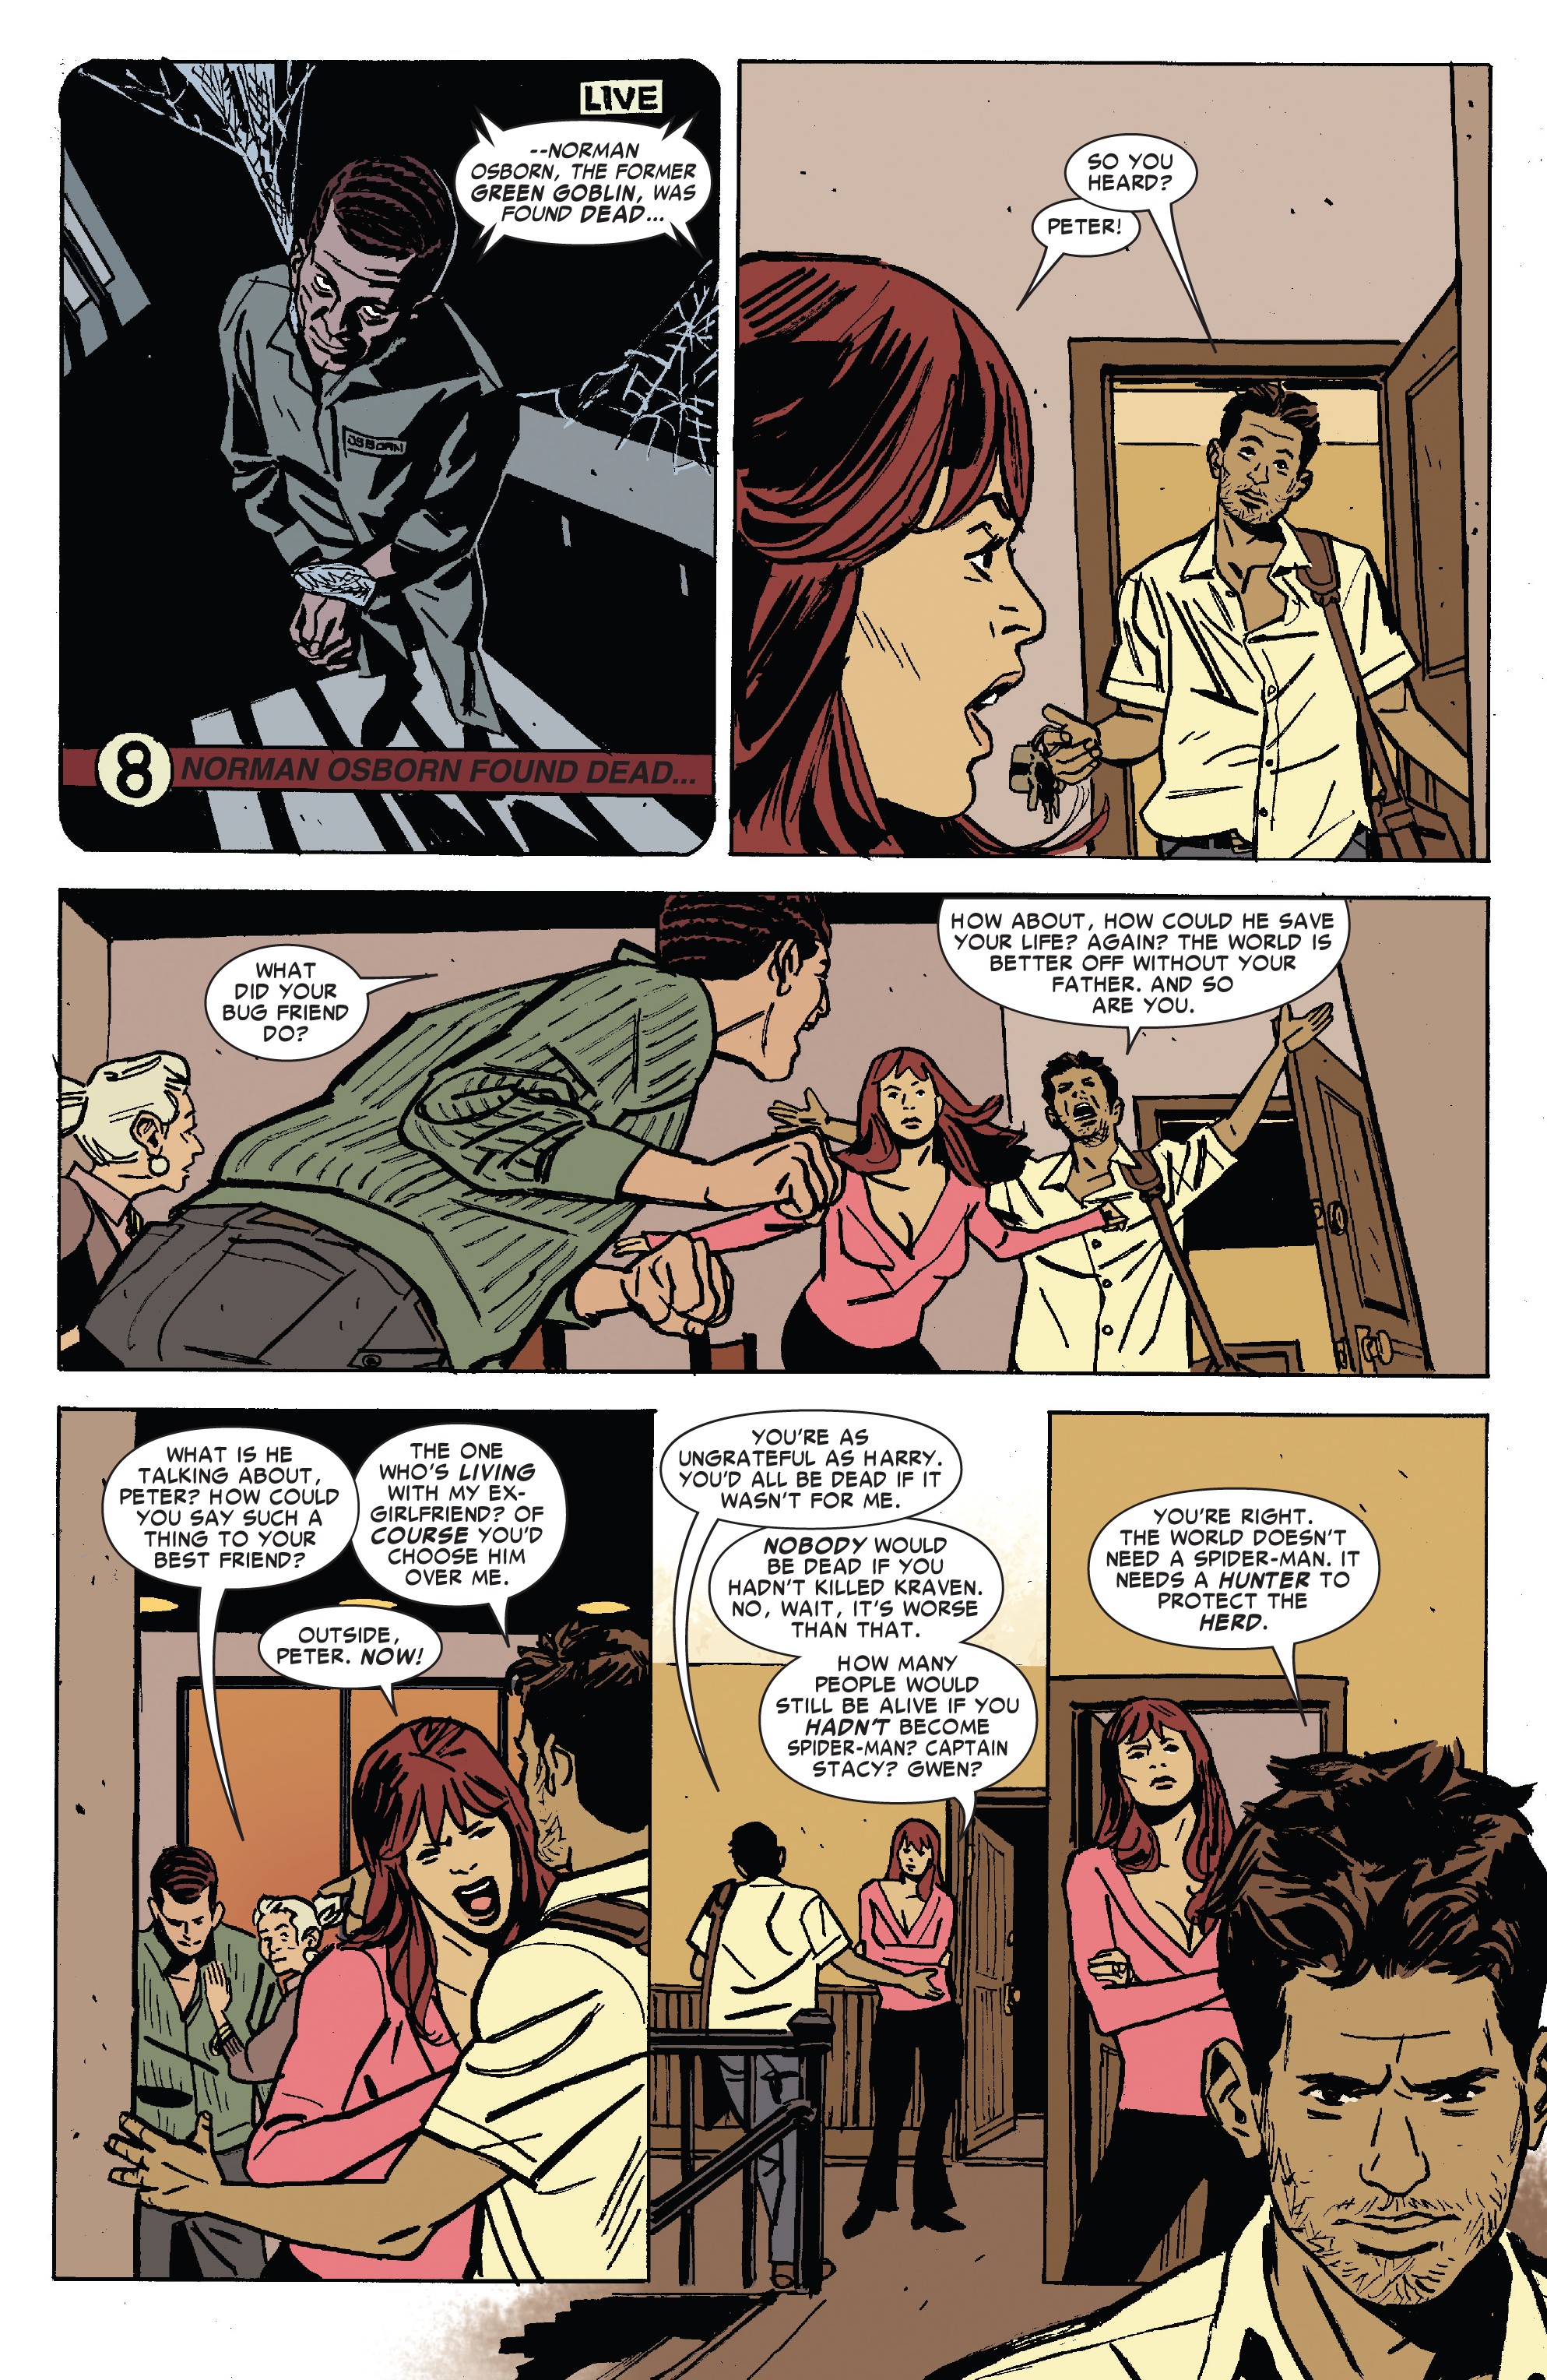 LIVE
--NORMAN
OSBORN, THE FORMER
GREEN GOBLIN, WAS
FOUND DEAD...
OSBORN
8
NORMAN OSBORN FOUND DEAD...
SO YOU
HEARD?
PETER!
WHAT
DID YOUR
BUG FRIEND
DO?
HOW ABOUT, HOW COULD HE SAVE
YOUR LIFE? AGAIN? THE WORLD IS
BETTER OFF WITHOUT YOUR
FATHER. AND SO
ARE YOU.
WHAT IS HE
TALKING ABOUT,
PETER? HOW COULD
YOU SAY SUCH A
THING TO YOUR
BEST FRIEND?
THE ONE
WHO'S LIVING
WITH MY EX-
GIRLFRIEND? OF
COURSE YOU'D
CHOOSE HIM
OVER ME.
OUTSIDE,
PETER. NOW!
YOU'RE AS
UNGRATEFUL AS HARRY.
YOU'D ALL BE DEAD IF IT
WASN'T FOR ME.
NOBODY WOULD
BE DEAD IF YOU
HADN'T KILLED KRAVEN.
NO, WAIT, IT'S WORSE
THAN THAT.
HOW MANY
PEOPLE WOULD
STILL BE ALIVE IF YOU
HADN'T BECOME
SPIDER-MAN? CAPTAIN
STACY? GWEN?
YOU'RE RIGHT.
THE WORLD DOESN'T
NEED A SPIDER-MAN. IT
NEEDS A HUNTER TO
PROTECT THE
HERD.